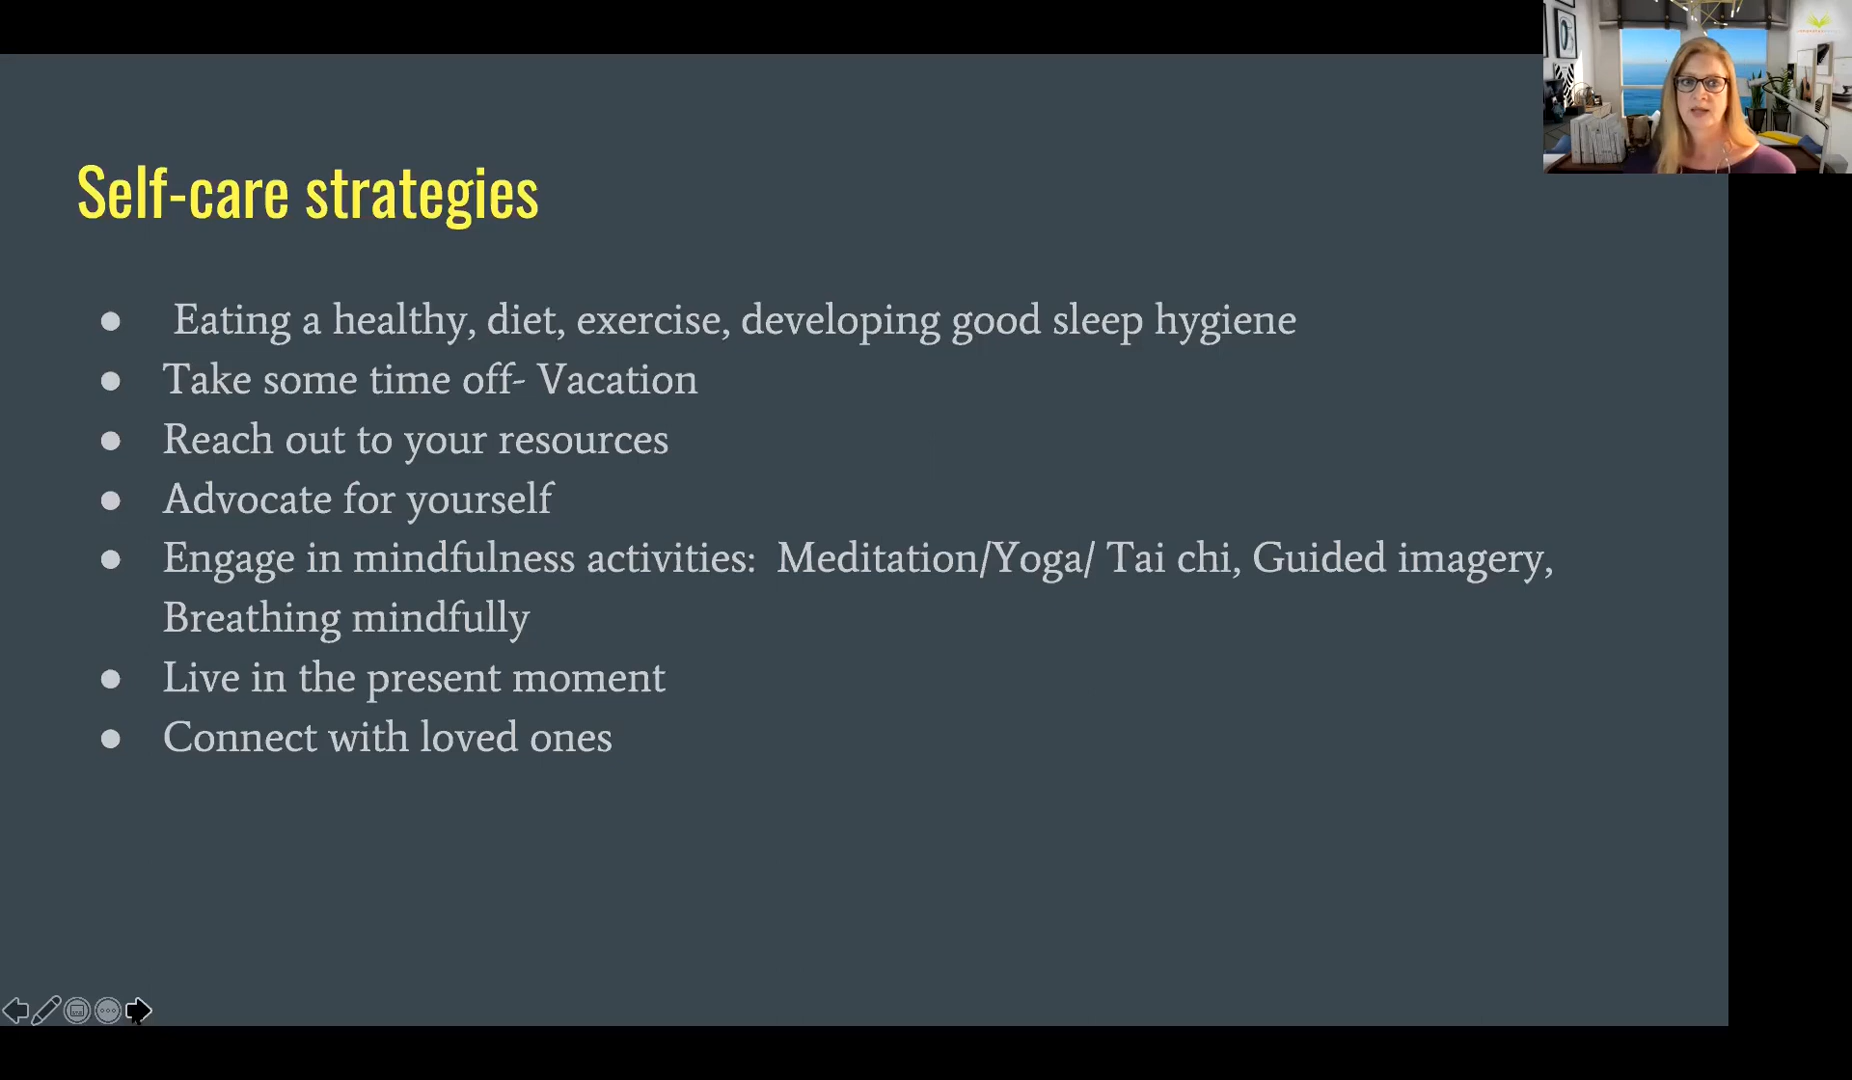 Self-care strategies
● Eating a healthy, diet, exercise, developing good sleep hygiene
● Take some time off- Vacation
● Reach out to your resources
● Advocate for yourself
● Engage in mindfulness activities: Meditation/Yoga/ Tai chi, Guided imagery,
Breathing mindfully
● Live in the present moment
● Connect with loved ones